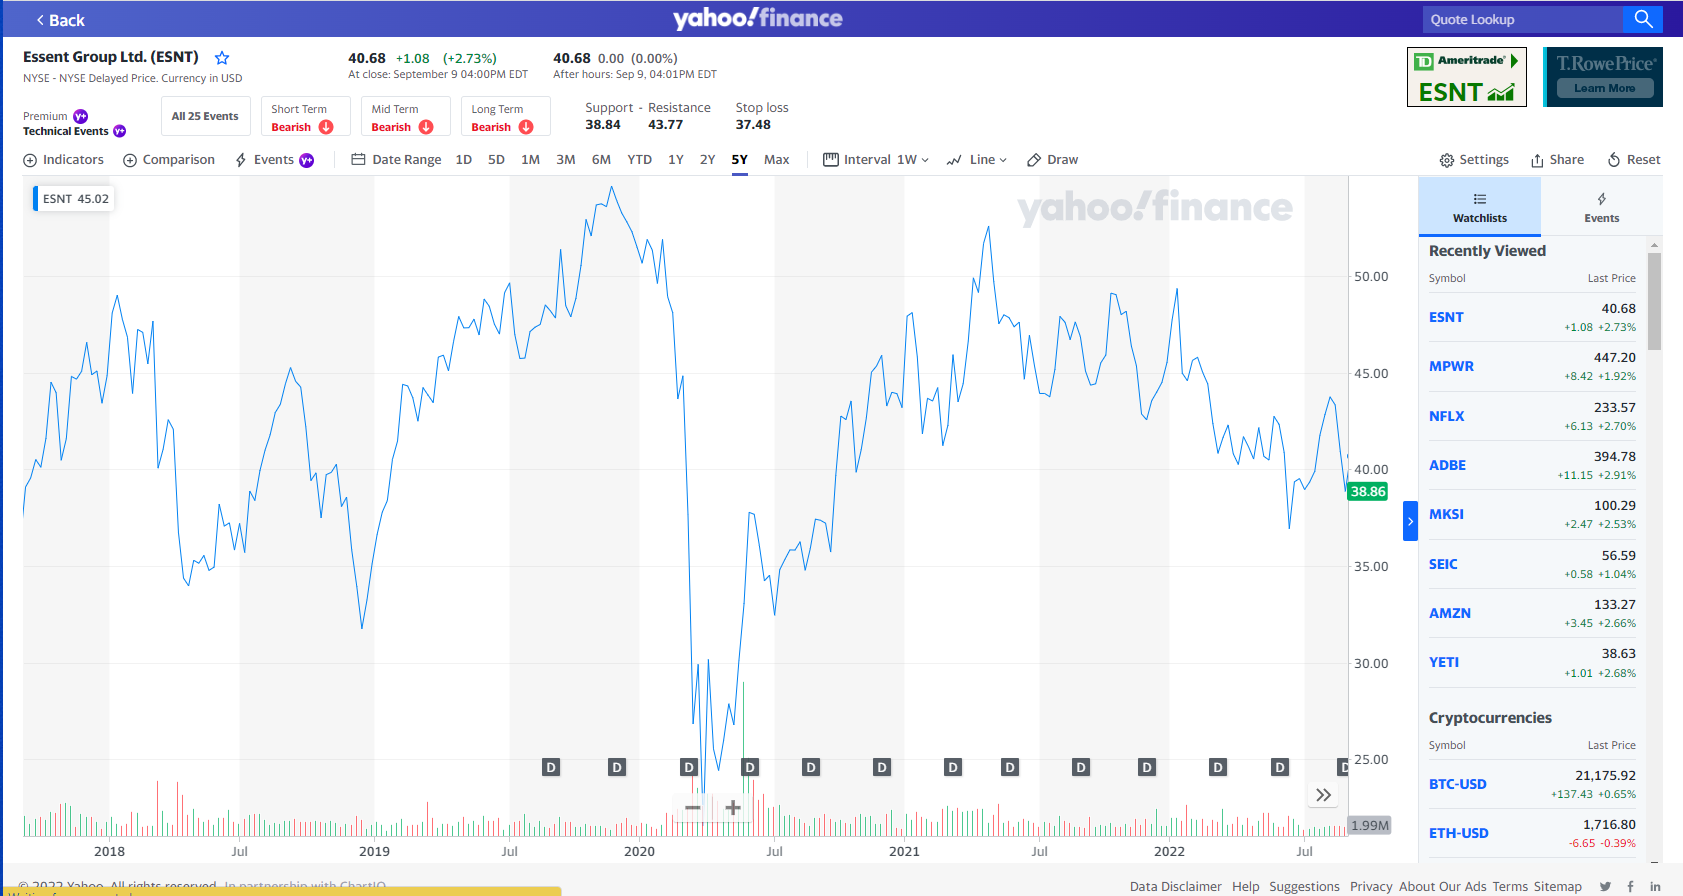 Back
yahoo!finance
Quote Lookup
Essent Group Ltd. (ESNT)
NYSE - NYSE Delayed Price. Currency in USD
40.68 +1.08 (+2.73%)
At close: September 9 04:00PM EDT
40.68 0.00 (0.00%)
After hours: Sep 9, 04:01PM EDT
TD Ameritrade
ESNT
T.RowePrice
Learn More
Premium Y+
Technical Events Y+
All 25 Events
Short Term
Bearish
Mid Term
Bearish
Long Term
Bearish
Support - Resistance
38.84 43.77
Stop loss
37.48
Indicators Comparison Events Y+ Date Range 1D 5D 1M 3M 6M YTD 1Y 2Y 5Y Max Interval 1W Line Draw Settings Share Reset
ESNT 45.02
yahoo!finance
50.00
45.00
40.00
38.86
35.00
30.00
25.00
1.99M
D D D D D D D D D D D D D
2018 Jul 2019 Jul 2020 Jul 2021 Jul 2022 Jul
Watchlists
Events
Recently Viewed
Symbol Last Price
ESNT 40.68
+1.08 +2.73%
MPWR 447.20
+8.42 +1.92%
NFLX 233.57
+6.13 +2.70%
ADBE 394.78
+11.15 +2.91%
MKSI 100.29
+2.47 +2.53%
SEIC 56.59
+0.58 +1.04%
AMZN 133.27
+3.45 +2.66%
YETI 38.63
+1.01 +2.68%
Cryptocurrencies
Symbol Last Price
BTC-USD 21,175.92
+137.43 +0.65%
ETH-USD 1,716.80
-6.65 -0.39%
© 2022 Yahoo. All rights reserved. In partnership with ChartIQ
Data Disclaimer Help Suggestions Privacy About Our Ads Terms Sitemap